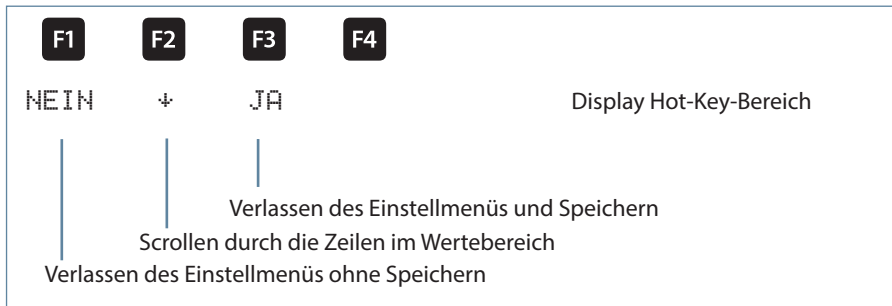 F1 F2 F3 F4
NEIN ↓ JA Display Hot-Key-Bereich
Verlassen des Einstellmenüs und Speichern
Scrollen durch die Zeilen im Wertebereich
Verlassen des Einstellmenüs ohne Speichern